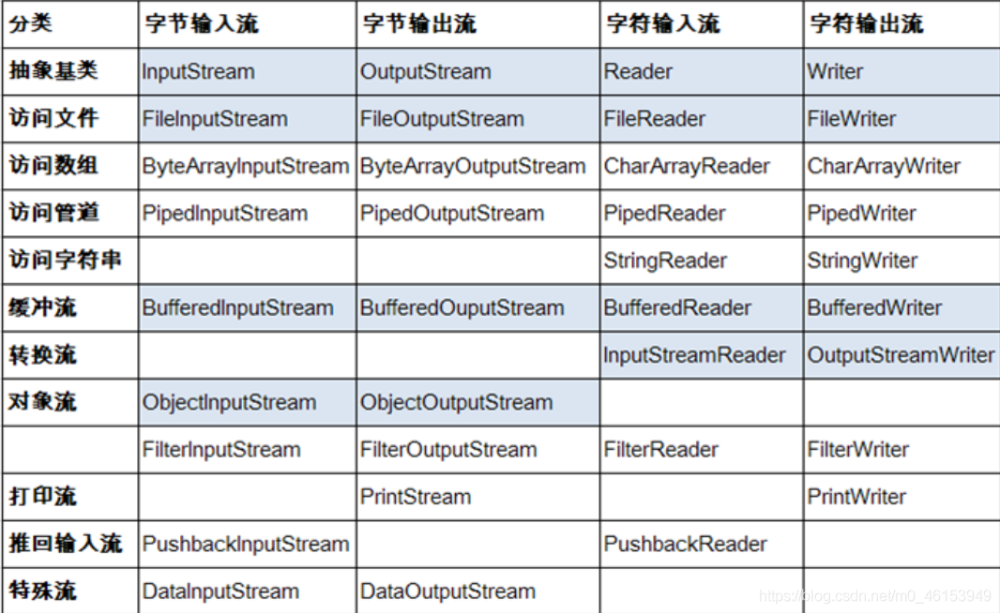 分类 字节输入流 字节输出流 字符输入流 字符输出流
抽象基类 InputStream OutputStream Reader Writer
访问文件 FileInputStream FileOutputStream FileReader FileWriter
访问数组 ByteArrayInputStream ByteArrayOutputStream CharArrayReader CharArrayWriter
访问管道 PipedInputStream PipedOutputStream PipedReader PipedWriter
访问字符串 StringReader StringWriter
缓冲流 BufferedInputStream BufferedOuputStream BufferedReader BufferedWriter
转换流 InputStreamReader OutputStreamWriter
对象流 ObjectInputStream ObjectOutputStream
FilterInputStream FilterOutputStream FilterReader FilterWriter
打印流 PrintStream PrintWriter
推回输入流 PushbackInputStream PushbackReader
特殊流 DataInputStream DataOutputStream
https://blog.csdn.net/m0_46153949